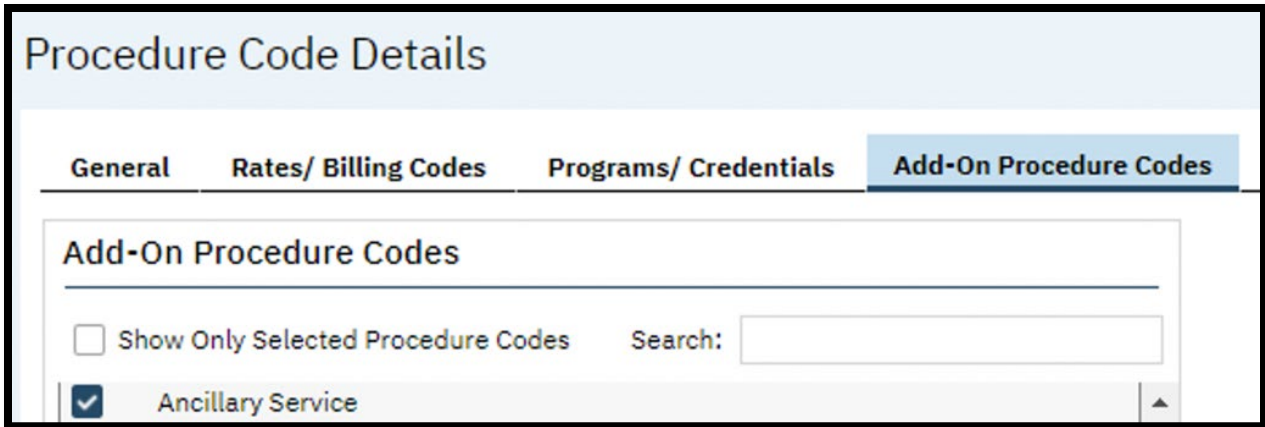 Procedure Code Details
General Rates/ Billing Codes Programs/ Credentials Add-On Procedure Codes
Add-On Procedure Codes
Show Only Selected Procedure Codes Search:
Ancillary Service